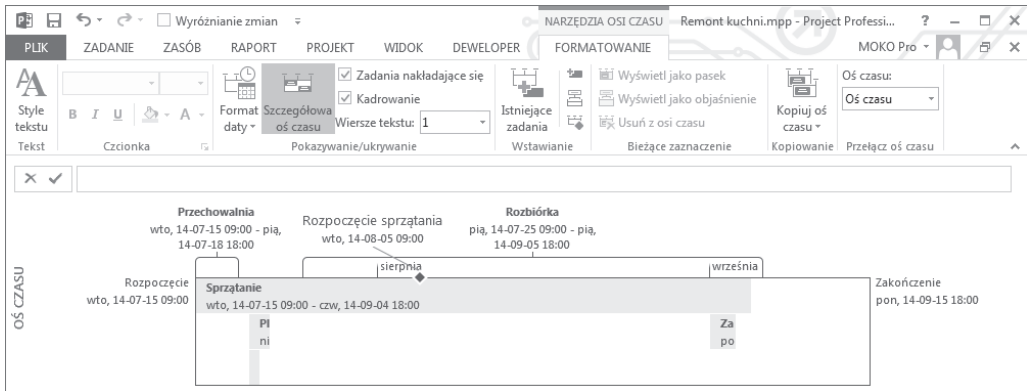 Wyróżnianie zmian
NARZĘDZIA OSI CZASU
Remont kuchni.mpp - Project Professi...
PLIK
ZADANIE
ZASÓB
RAPORT
PROJEKT
WIDOK
DEWELOPER
FORMATOWANIE
MOKO Pro
Style tekstu
B I U A
Format daty
Szczegółowa oś czasu
Zadania nakładające się
Kadrowanie
Wiersze tekstu: 1
Istniejące zadania
Wyświetl jako pasek
Wyświetl jako objaśnienie
Usuń z osi czasu
Kopiuj oś czasu
Oś czasu:
Oś czasu
Tekst
Czcionka
Pokazywanie/ukrywanie
Wstawianie
Bieżące zaznaczenie
Kopiowanie
Przełącz oś czasu
OŚ CZASU
Przechowalnia
wto, 14-07-15 09:00 - pią,
14-07-18 18:00
Rozpoczęcie sprzątania
wto, 14-08-05 09:00
Rozbiórka
pią, 14-07-25 09:00 - pią,
14-09-05 18:00
sierpnia
września
Rozpoczęcie
wto, 14-07-15 09:00
Sprzątanie
wto, 14-07-15 09:00 - czw, 14-09-04 18:00
Zakończenie
pon, 14-09-15 18:00
Pl
ni
Za
po